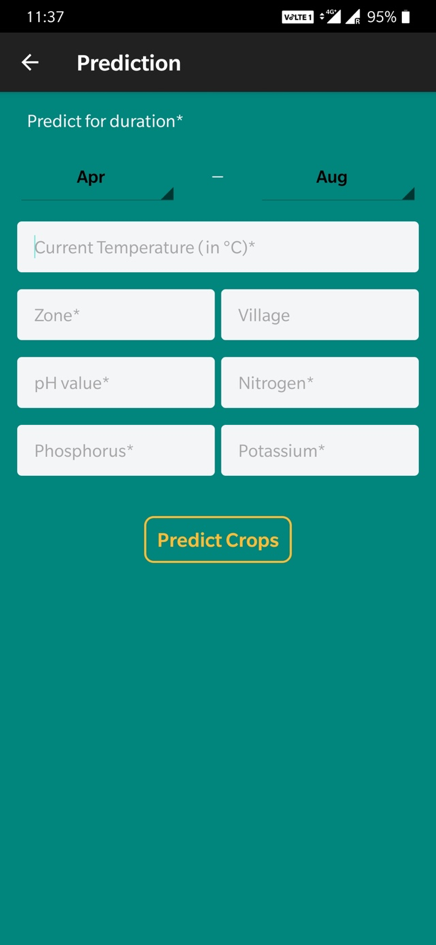 11:37 VoLTE 1 4G+ R 95%
Prediction
Predict for duration*
Apr – Aug
Current Temperature (in °C)*
Zone* Village
pH value* Nitrogen*
Phosphorus* Potassium*
Predict Crops